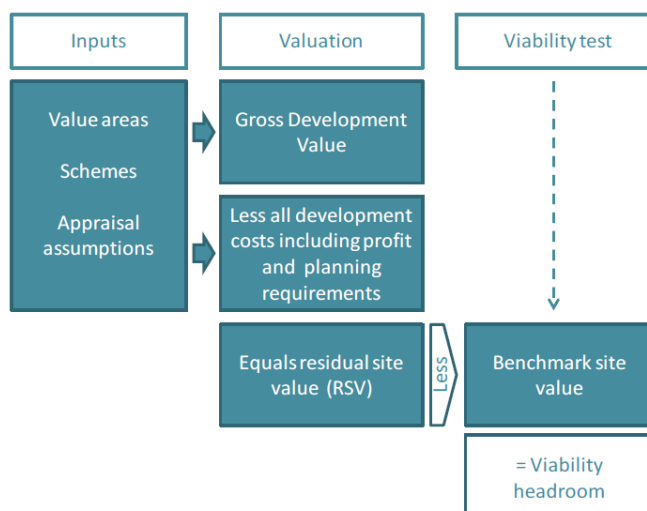 Inputs
Valuation
Viability test
Value areas
Schemes
Appraisal
assumptions
Gross Development
Value
Less all development
costs including profit
and planning
requirements
Equals residual site
value (RSV)
Less
Benchmark site
value
= Viability
headroom